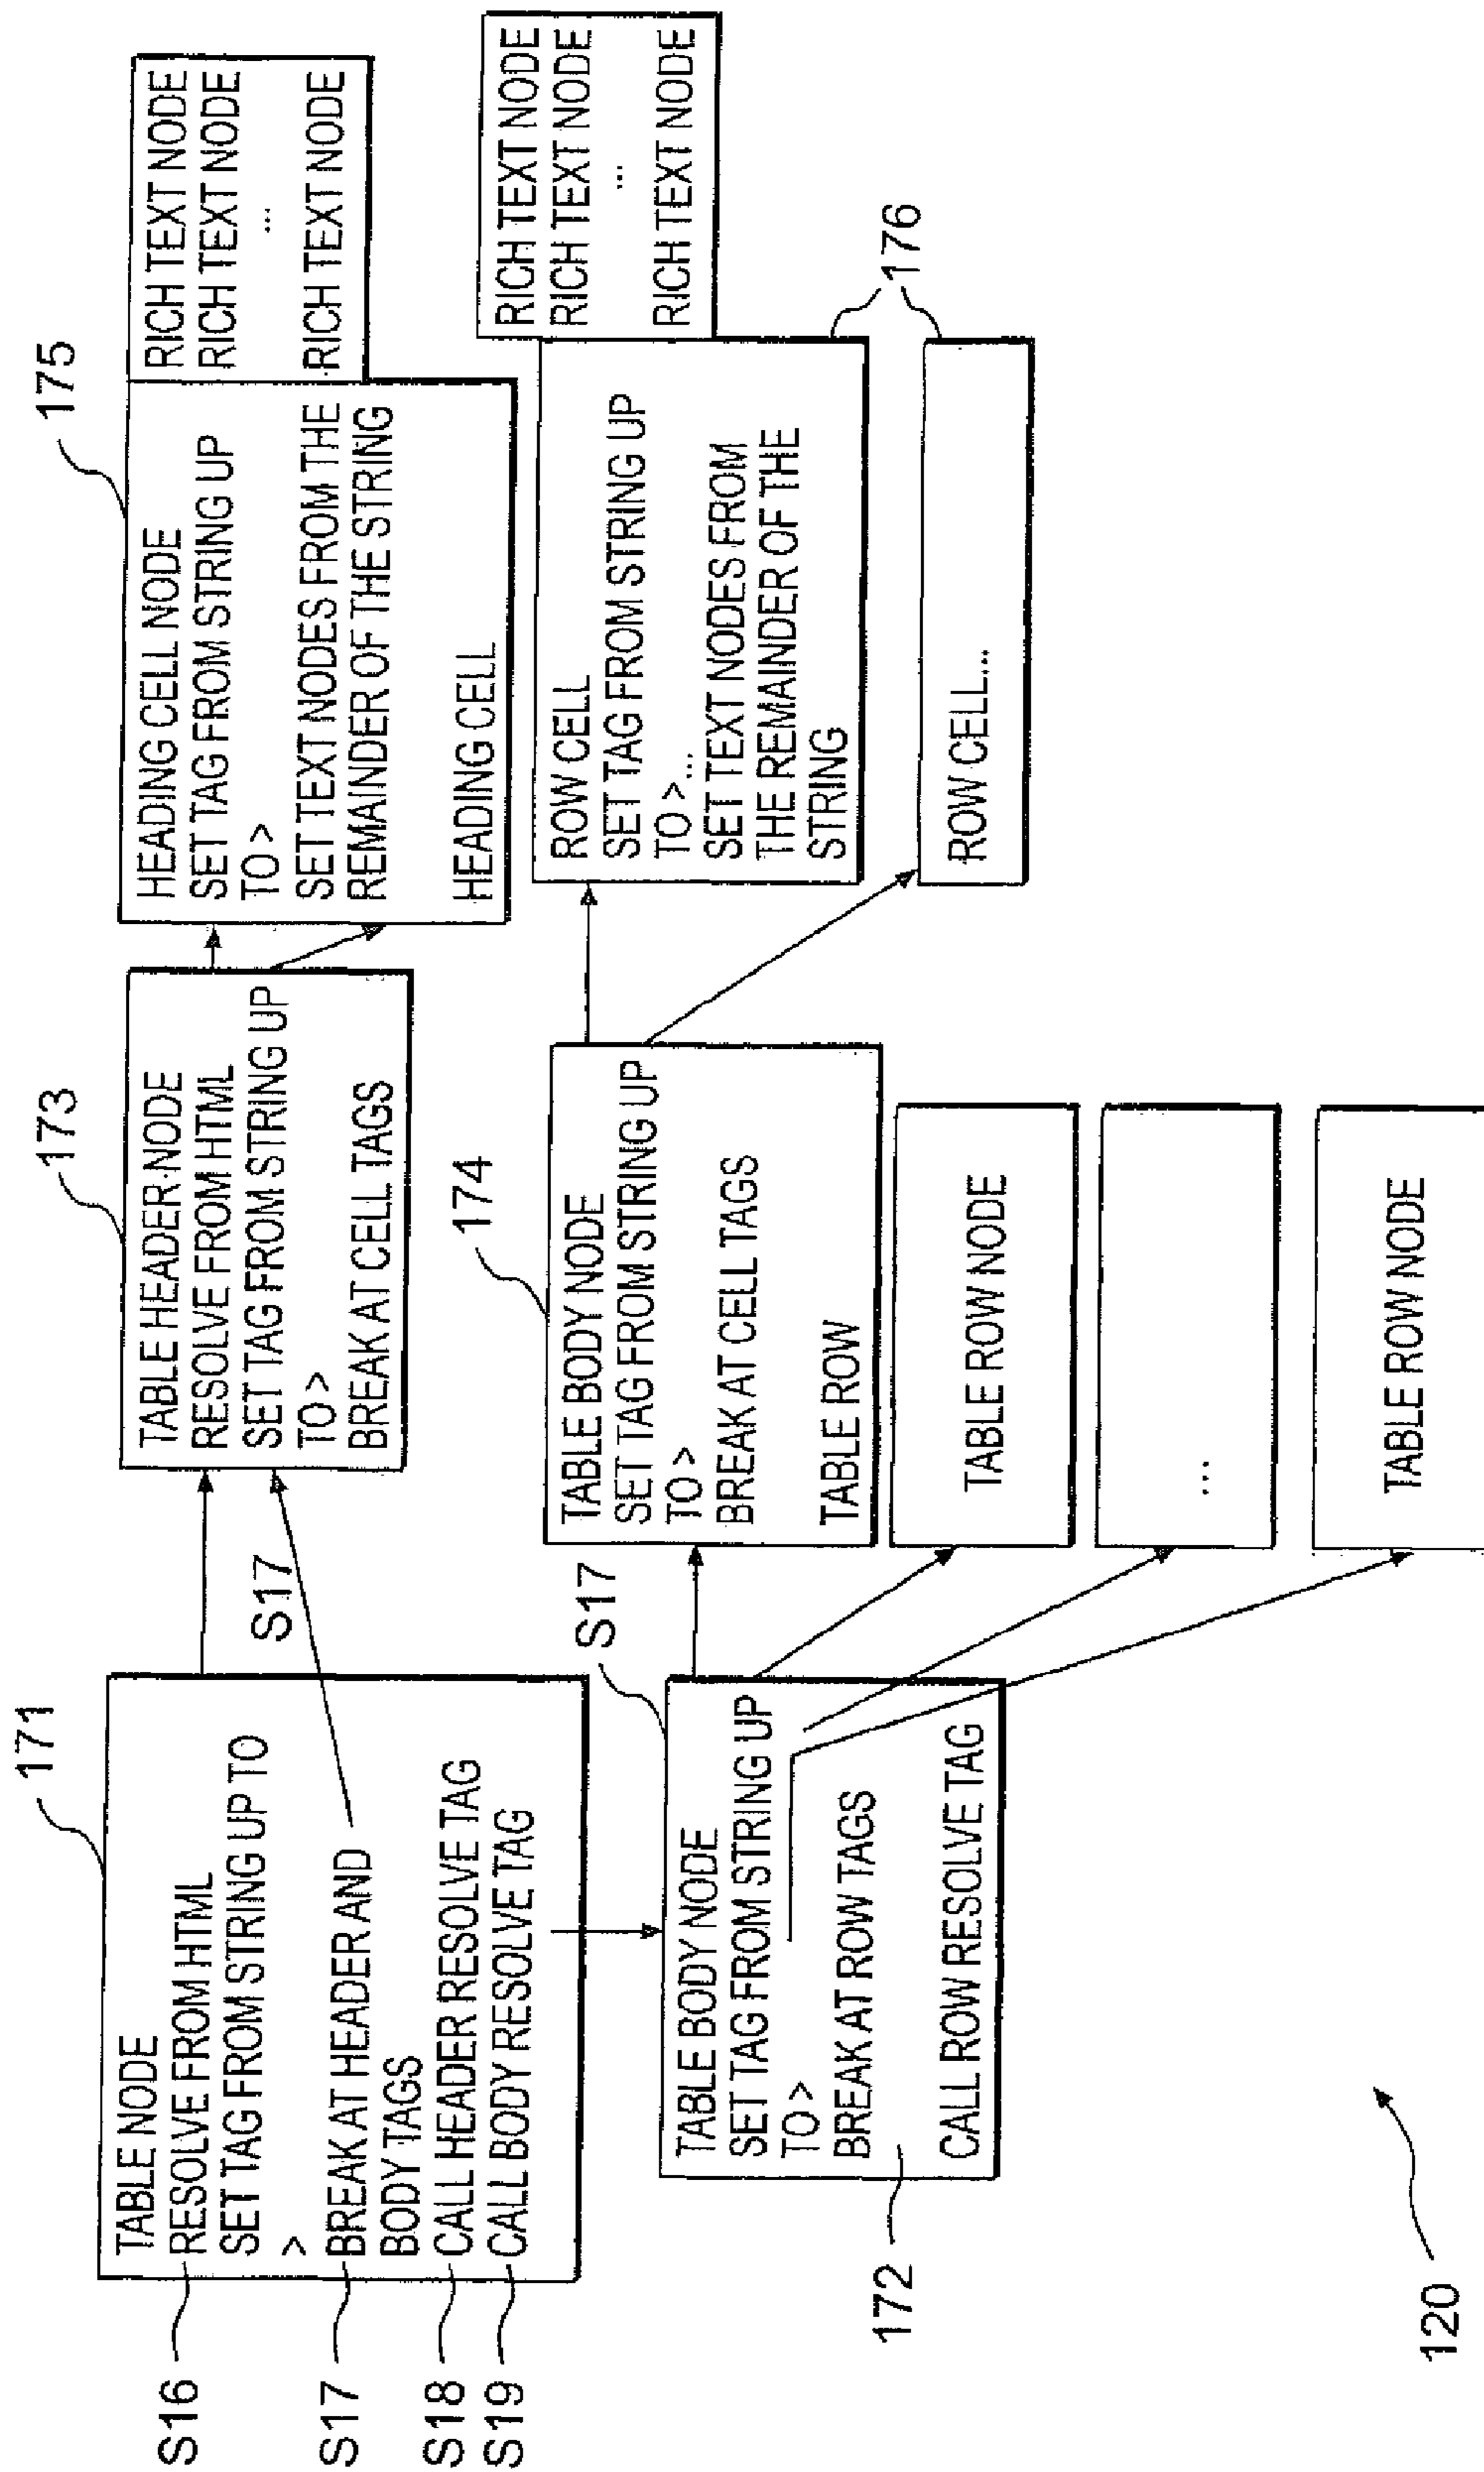 171
TABLE NODE
S16
RESOLVE FROM HTML
SET TAG FROM STRING UP TO
>
S17
BREAK AT HEADER AND
BODY TAGS
S18
CALL HEADER RESOLVE TAG
S19
CALL BODY RESOLVE TAG
S17
173
TABLE HEADER NODE
RESOLVE FROM HTML
SET TAG FROM STRING UP
TO >
BREAK AT CELL TAGS
175
HEADING CELL NODE
SET TAG FROM STRING UP
TO >
SET TEXT NODES FROM THE
REMAINDER OF THE STRING
HEADING CELL
RICH TEXT NODE
RICH TEXT NODE
...
RICH TEXT NODE
S17
TABLE BODY NODE
SET TAG FROM STRING UP
TO >
BREAK AT ROW TAGS
172
CALL ROW RESOLVE TAG
174
TABLE BODY NODE
SET TAG FROM STRING UP
TO >
BREAK AT CELL TAGS
TABLE ROW
TABLE ROW NODE
...
TABLE ROW NODE
ROW CELL
SET TAG FROM STRING UP
TO >...
SET TEXT NODES FROM
THE REMAINDER OF THE
STRING
RICH TEXT NODE
RICH TEXT NODE
...
RICH TEXT NODE
176
ROW CELL...
120